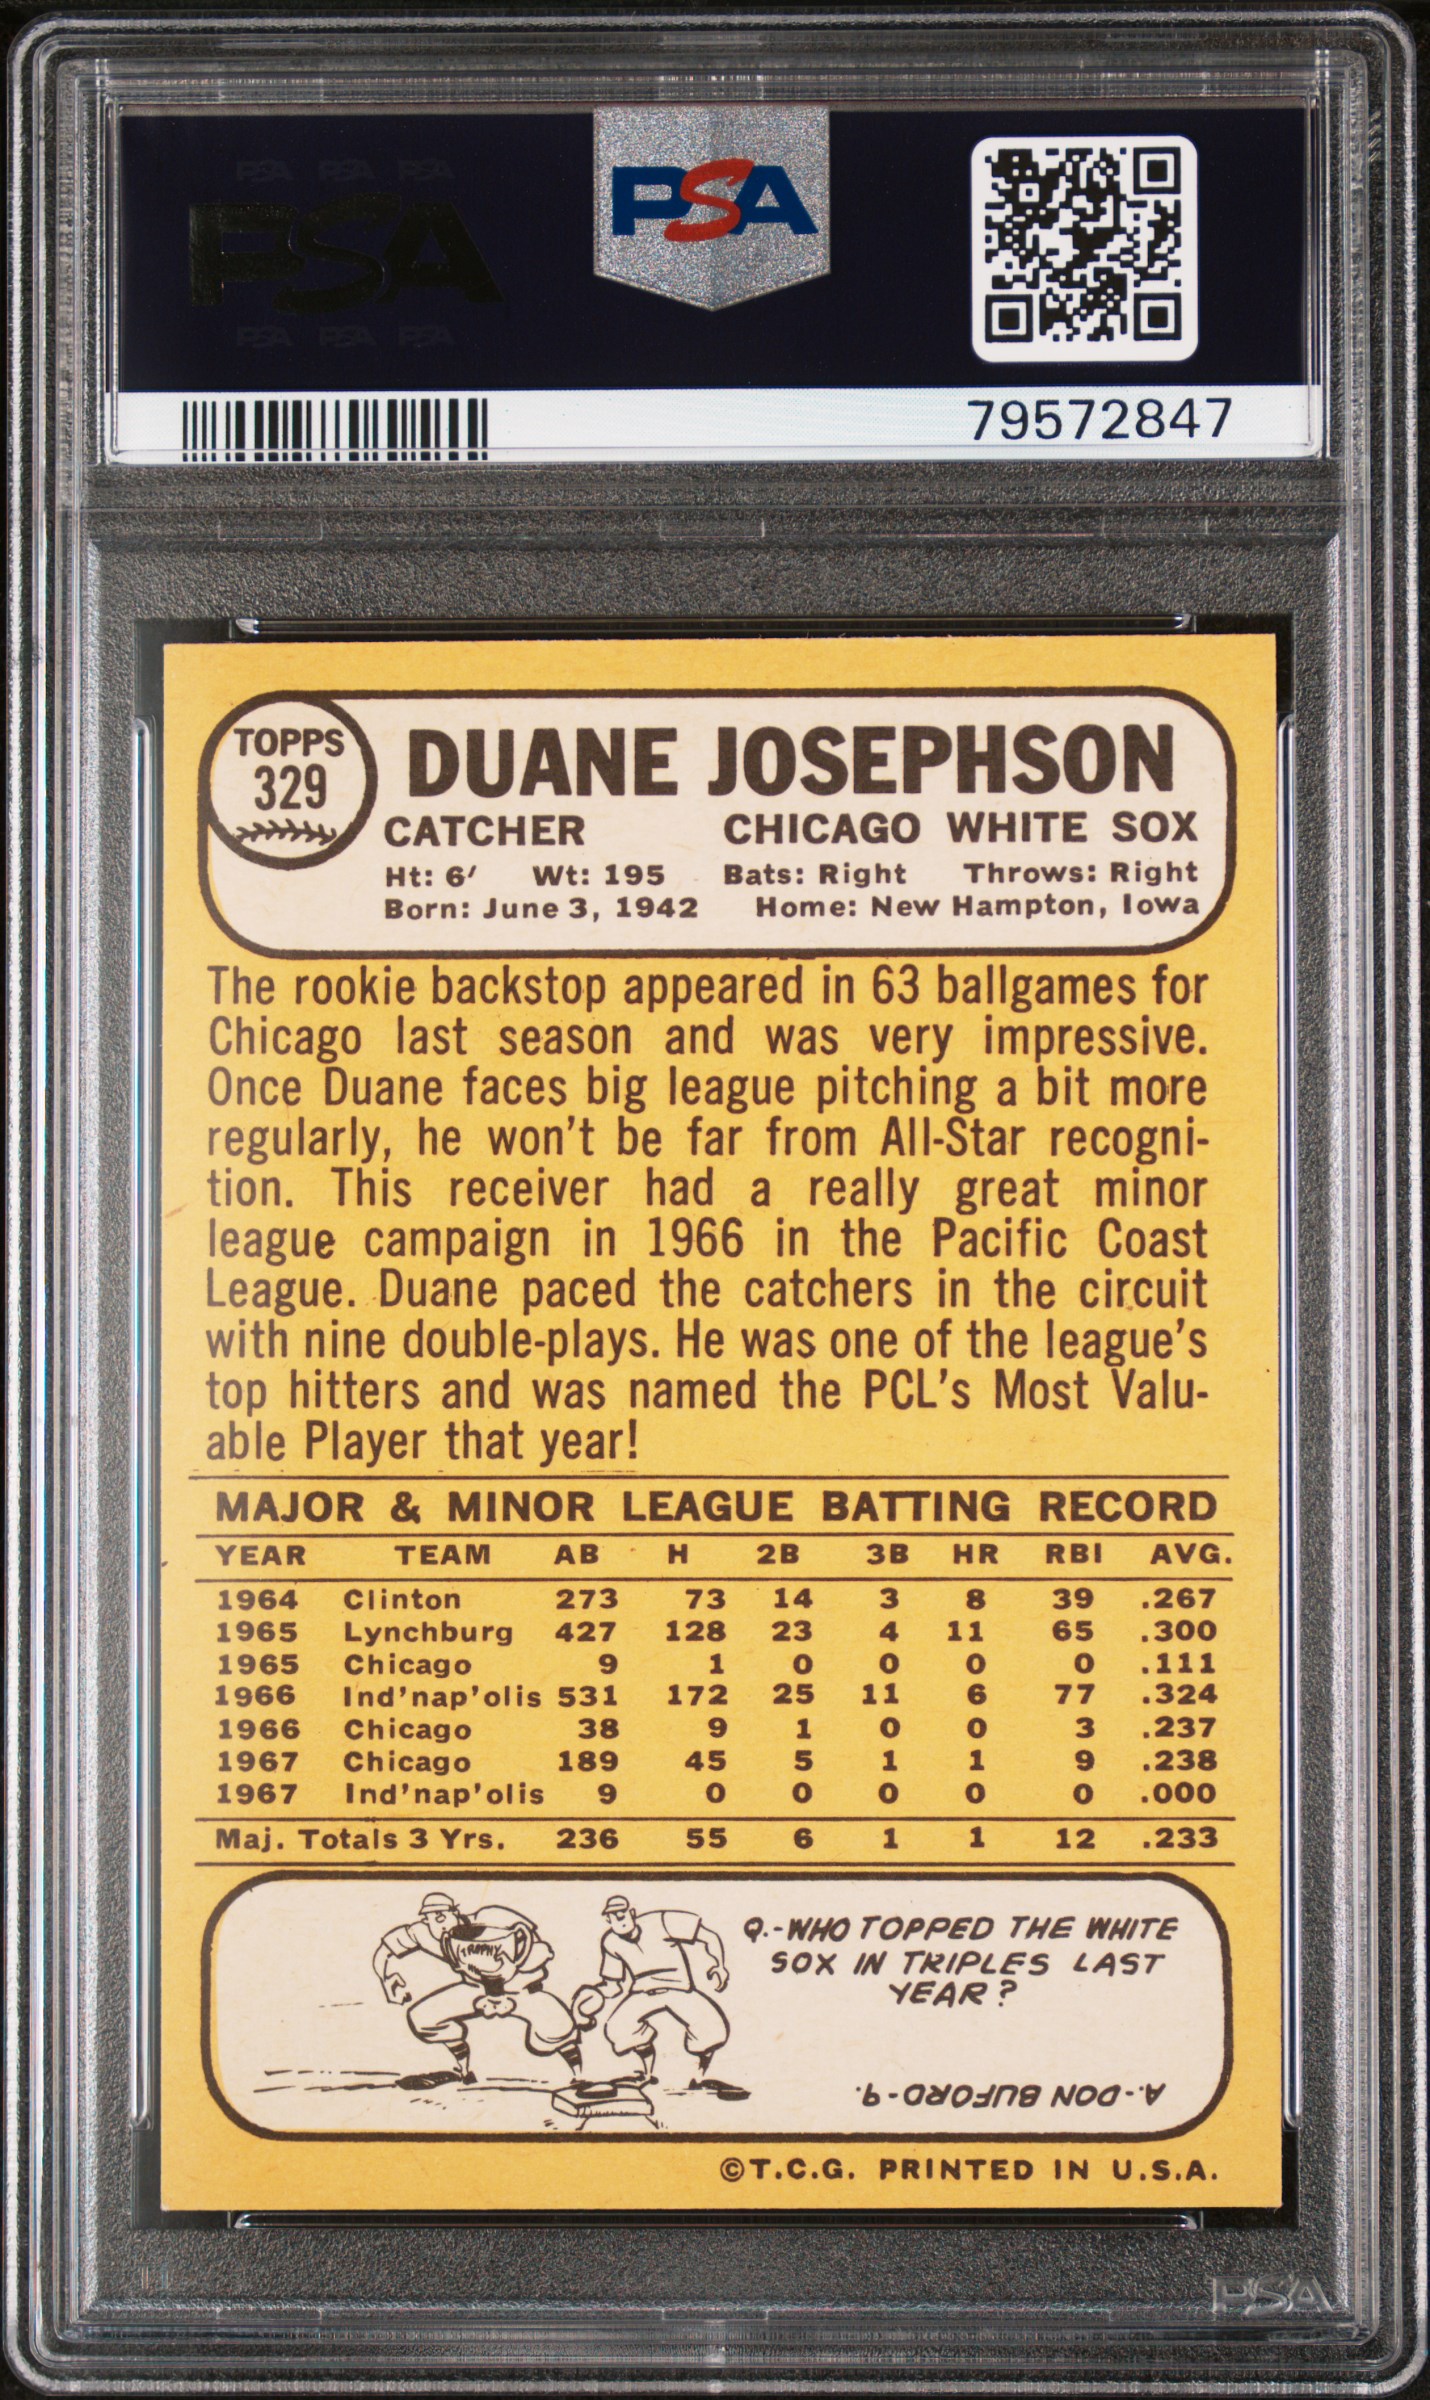 PSA PSA PSA
PSA
PSA PSA PSA
PSA
79572847
TOPPS
329
DUANE JOSEPHSON
CATCHER CHICAGO WHITE SOX
Ht: 6' Wt: 195 Bats: Right Throws: Right
Born: June 3, 1942 Home: New Hampton, Iowa
The rookie backstop appeared in 63 ballgames for
Chicago last season and was very impressive.
Once Duane faces big league pitching a bit more
regularly, he won't be far from All-Star recogni-
tion. This receiver had a really great minor
league campaign in 1966 in the Pacific Coast
League. Duane paced the catchers in the circuit
with nine double-plays. He was one of the league's
top hitters and was named the PCL's Most Valu-
able Player that year!
MAJOR & MINOR LEAGUE BATTING RECORD
YEAR TEAM AB H 2B 3B HR RBI AVG.
1964 Clinton 273 73 14 3 8 39 .267
1965 Lynchburg 427 128 23 4 11 65 .300
1965 Chicago 9 1 0 0 0 0 .111
1966 Ind'nap'olis 531 172 25 11 6 77 .324
1966 Chicago 38 9 1 0 0 3 .237
1967 Chicago 189 45 5 1 1 9 .238
1967 Ind'nap'olis 9 0 0 0 0 0 .000
Maj. Totals 3 Yrs. 236 55 6 1 1 12 .233
TROPHY
Q.-WHO TOPPED THE WHITE
SOX IN TRIPLES LAST
YEAR?
A.-DON BUFORD-9.
©T.C.G. PRINTED IN U.S.A.
PSA